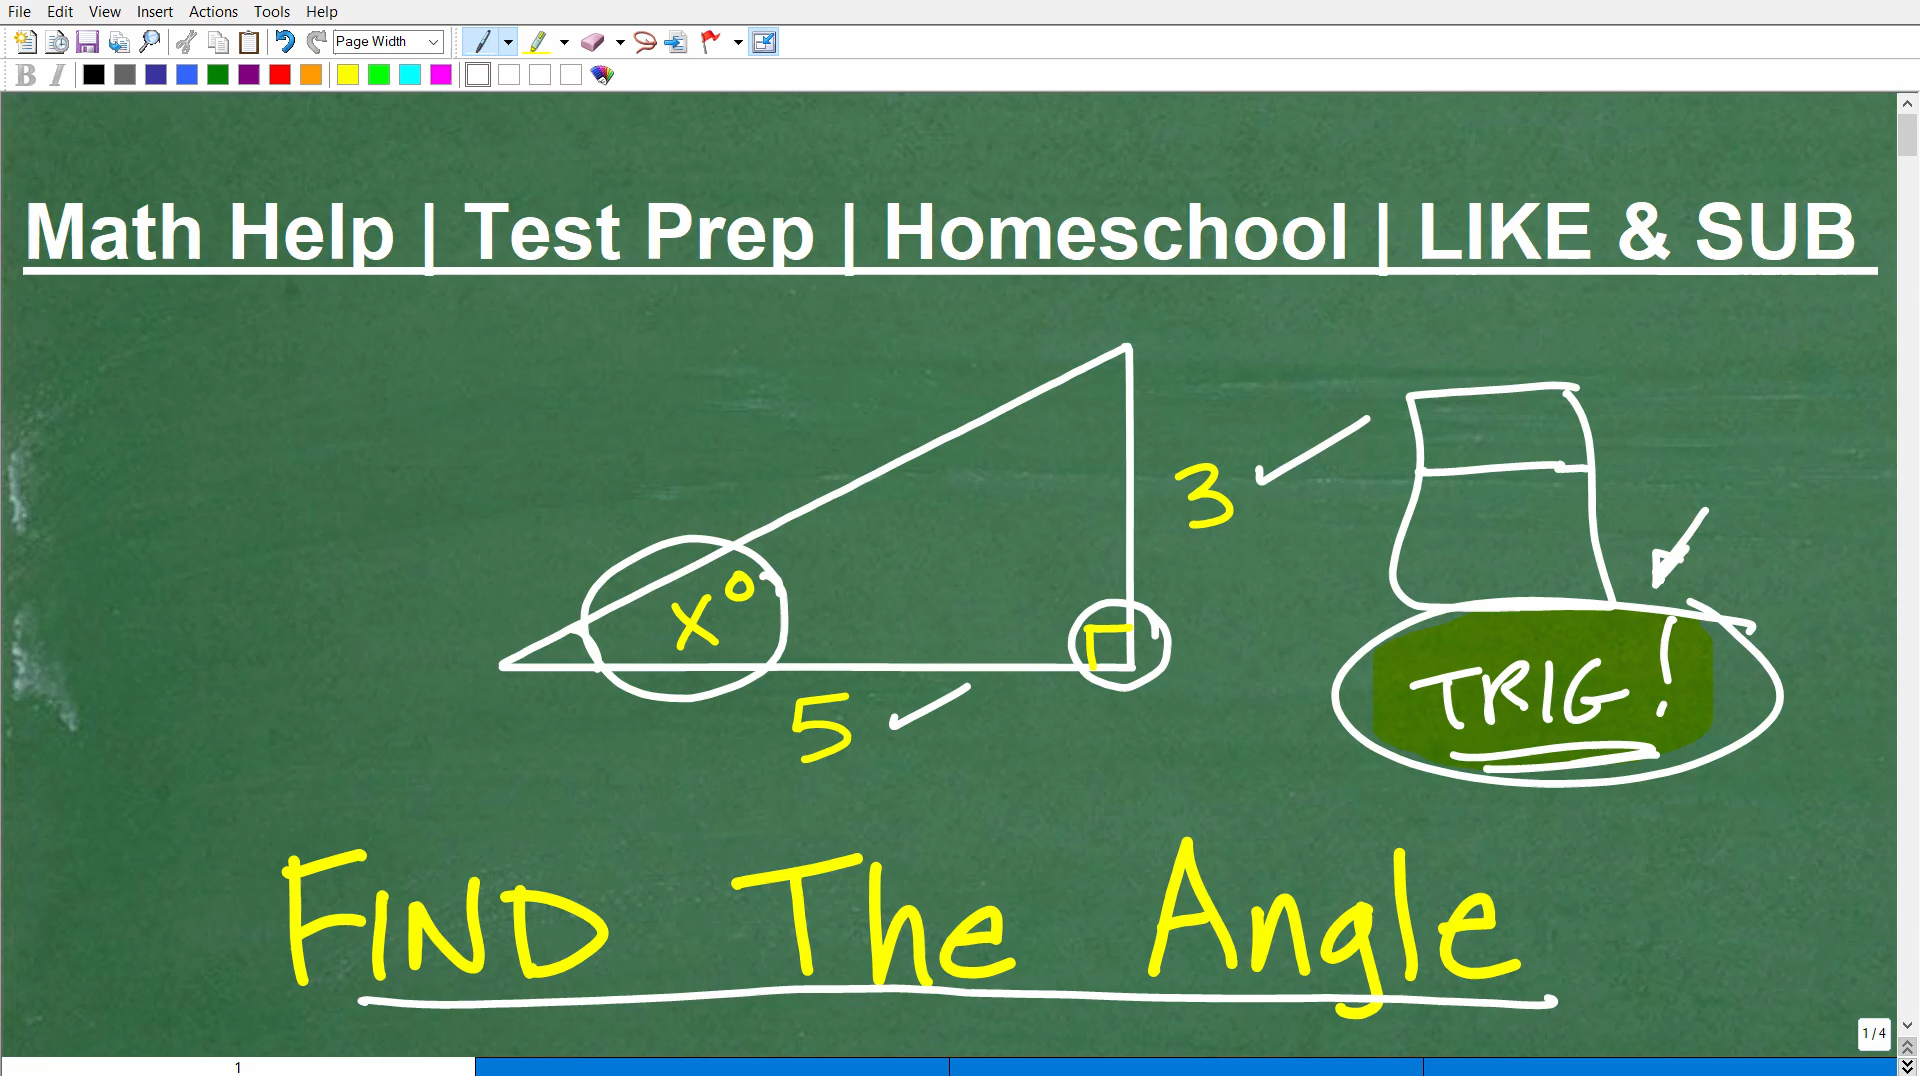 File Edit View Insert Actions Tools Help
Page Width
B I
Math Help | Test Prep | Homeschool | LIKE & SUB
3
x°
TRIG!
5
FIND The Angle
1 / 4
1